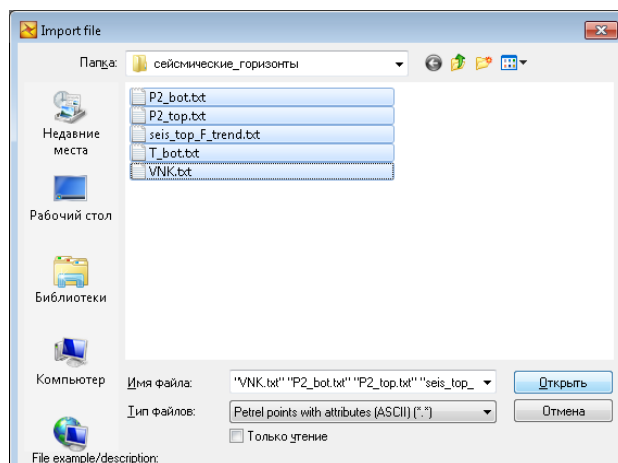 Import file
Папка:
сейсмические_горизонты
P2_bot.txt
P2_top.txt
seis_top_F_trend.txt
T_bot.txt
VNK.txt
Недавние
места
Рабочий стол
Библиотеки
Компьютер
Имя файла:
"VNK.txt" "P2_bot.txt" "P2_top.txt" "seis_top_
Открыть
Тип файлов:
Petrel points with attributes (ASCII) (*.*)
Отмена
Только чтение
File example/description: